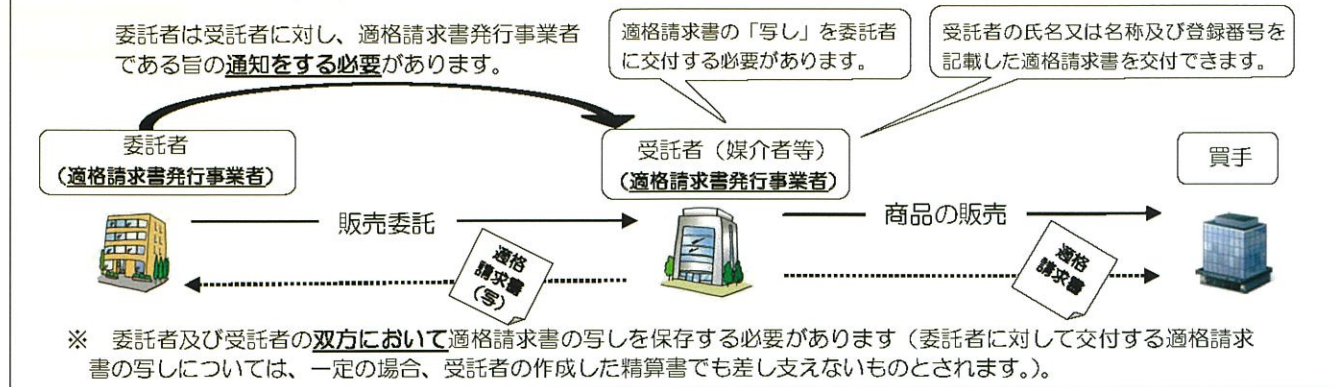 委託者は受託者に対し、適格請求書発行事業者
である旨の通知をする必要があります。
適格請求書の「写し」を委託者
に交付する必要があります。
受託者の氏名又は名称及び登録番号を
記載した適格請求書を交付できます。
委託者
（適格請求書発行事業者）
受託者（媒介者等）
（適格請求書発行事業者）
買手
販売委託
商品の販売
適格
請求書
（写）
適格
請求書
※　委託者及び受託者の双方において適格請求書の写しを保存する必要があります（委託者に対して交付する適格請求
書の写しについては、一定の場合、受託者の作成した精算書でも差し支えないものとされます。）。